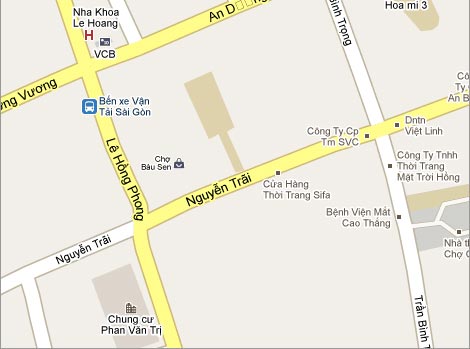 Nha Khoa
Le Hoang
H
VCB
An D
Hoa mi 3
Bình Trọng
Bến xe Vận
Tải Sài Gòn
Vương
Lê Hồng Phong
Chợ
Bàu Sen
Công
Ty
An B
Dntn
Việt Linh
Công Ty.Cp
Tm SVC
Công Ty Tnhh
Thời Trang
Mặt Trời Hồng
Nguyễn Trãi
Cửa Hàng
Thời Trang Sifa
Bệnh Viện Mắt
Cao Thắng
Nguyễn Trãi
Nhà th
Chợ
Chung cư
Phan Văn Trị
Trần Bình T